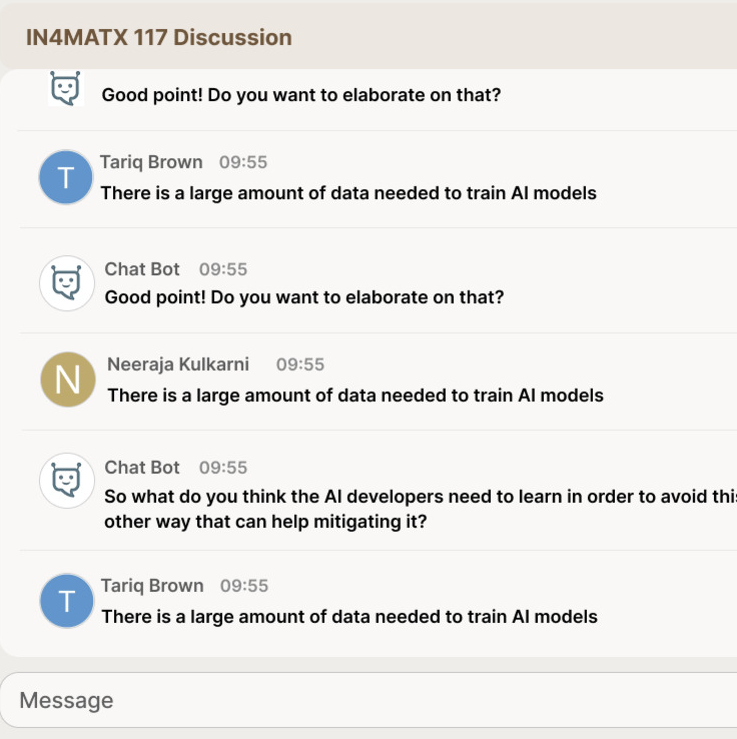 IN4MATX 117 Discussion
Good point! Do you want to elaborate on that?
T
Tariq Brown 09:55
There is a large amount of data needed to train AI models
Chat Bot 09:55
Good point! Do you want to elaborate on that?
N
Neeraja Kulkarni 09:55
There is a large amount of data needed to train AI models
Chat Bot 09:55
So what do you think the AI developers need to learn in order to avoid
other way that can help mitigating it?
T
Tariq Brown 09:55
There is a large amount of data needed to train AI models
Message